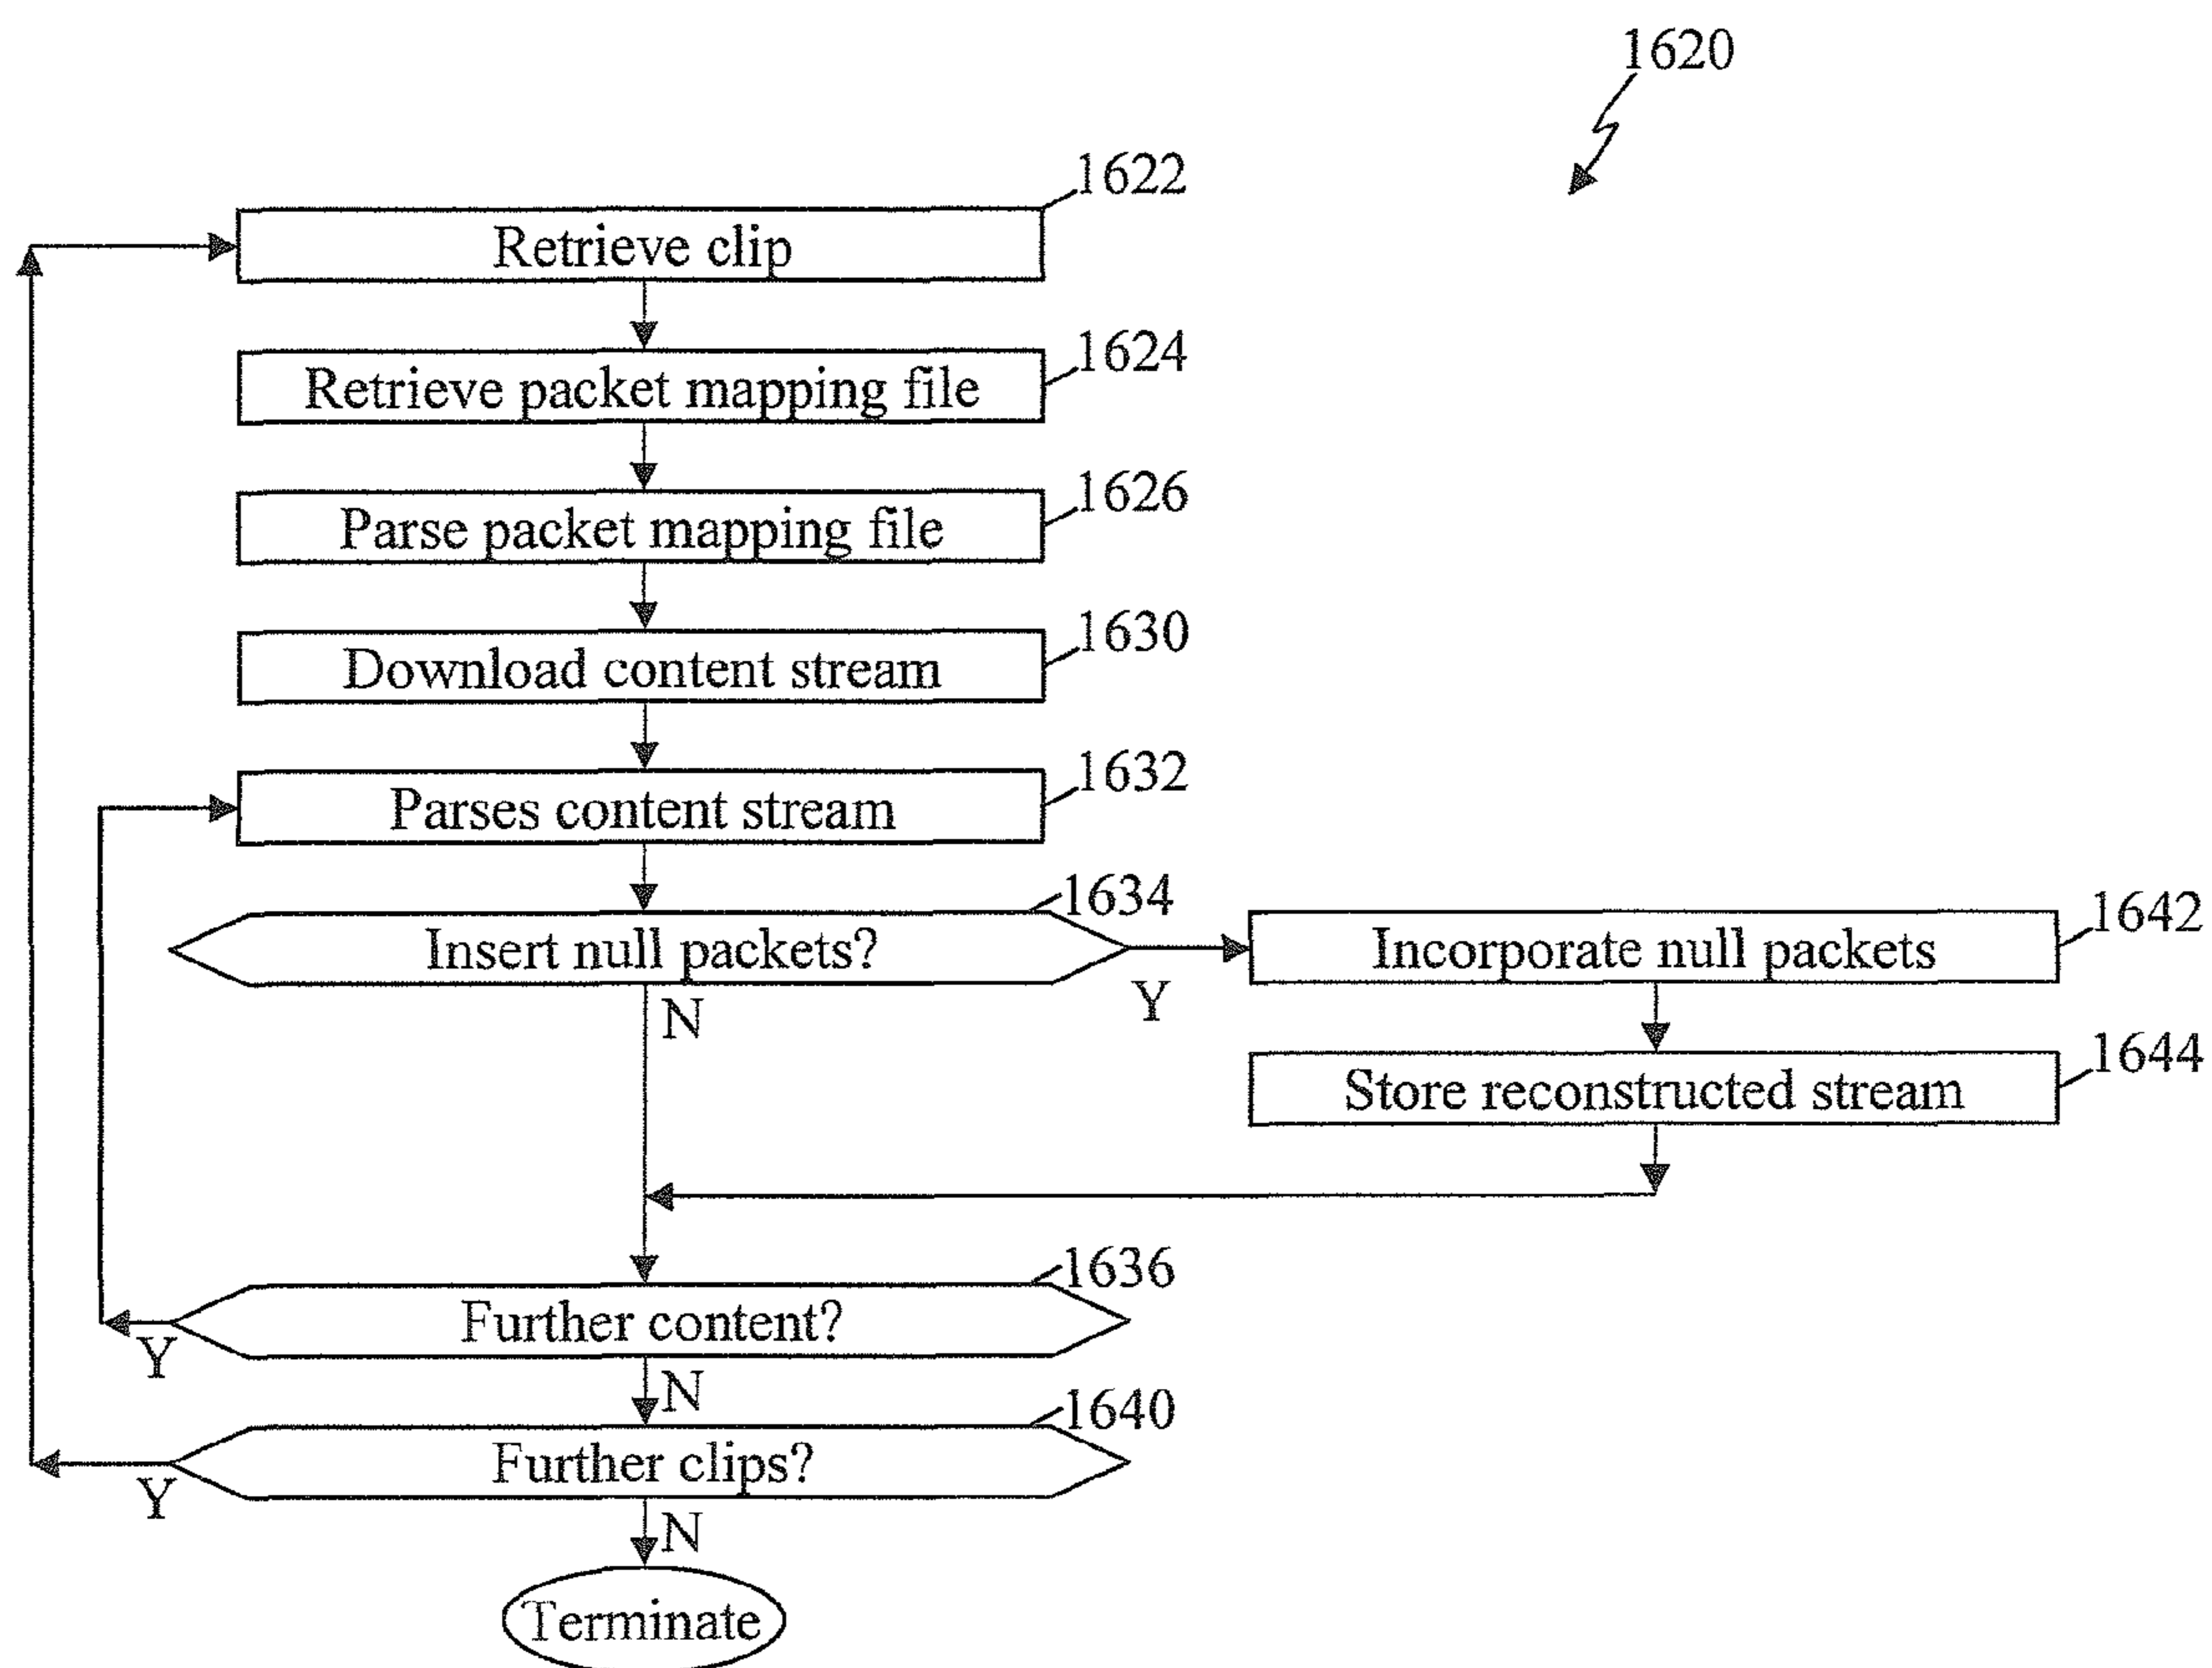 1620
1622
Retrieve clip
1624
Retrieve packet mapping file
1626
Parse packet mapping file
1630
Download content stream
1632
Parses content stream
1634
Insert null packets?
Y
N
1642
Incorporate null packets
1644
Store reconstructed stream
1636
Further content?
Y
N
1640
Further clips?
Y
N
Terminate